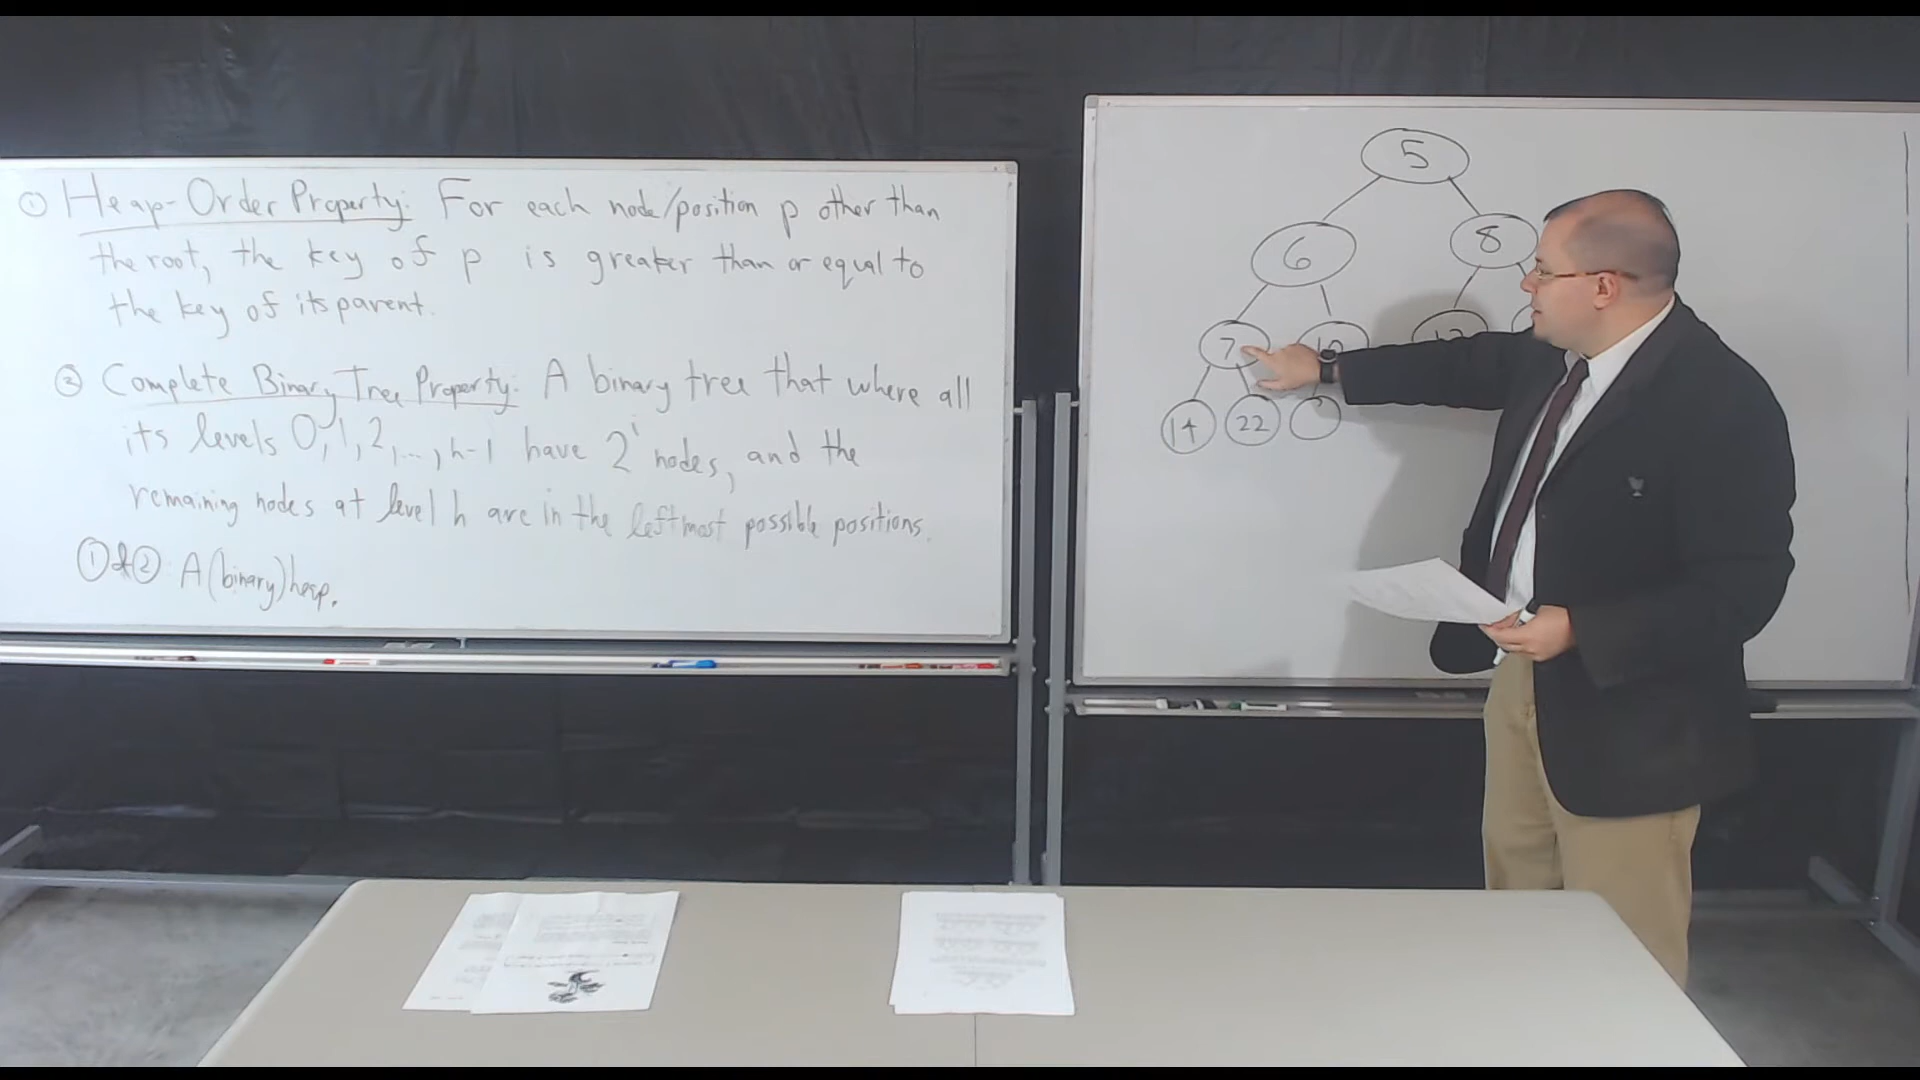 ① Heap-Order Property: For each node/position p other than
the root, the key of p is greater than or equal to
the key of its parent.
② Complete Binary Tree Property: A binary tree that where all
its levels 0, 1, 2, ..., h-1 have 2^i nodes, and the
remaining nodes at level h are in the leftmost possible positions.
① & ②: A (binary) heap.
5
6 8
7
14 22